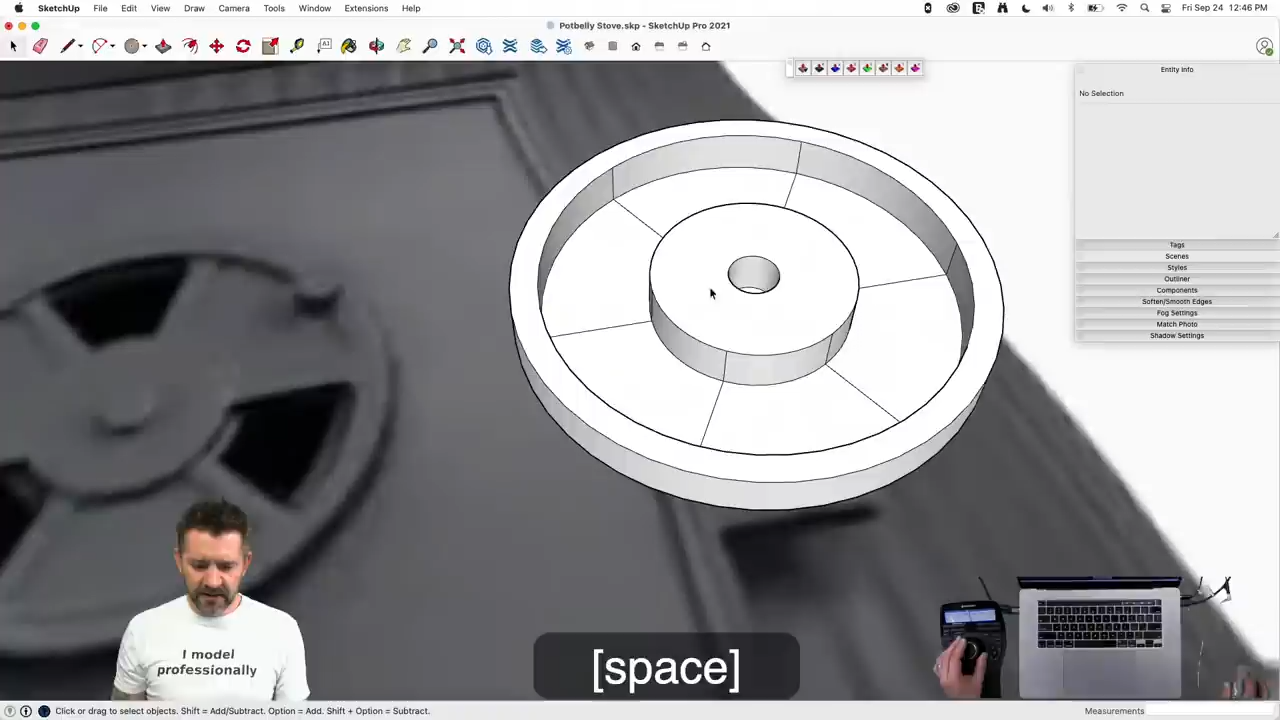 SketchUp File Edit View Draw Camera Tools Window Extensions Help
Fri Sep 24 12:46 PM
Potbelly Stove.skp - SketchUp Pro 2021
Entity Info
No Selection
Tags
Scenes
Styles
Outliner
Components
Soften/Smooth Edges
Fog Settings
Match Photo
Shadow Settings
I model
professionally
[space]
Click or drag to select objects. Shift = Add/Subtract. Option = Add. Shift + Option = Subtract.
Measurements